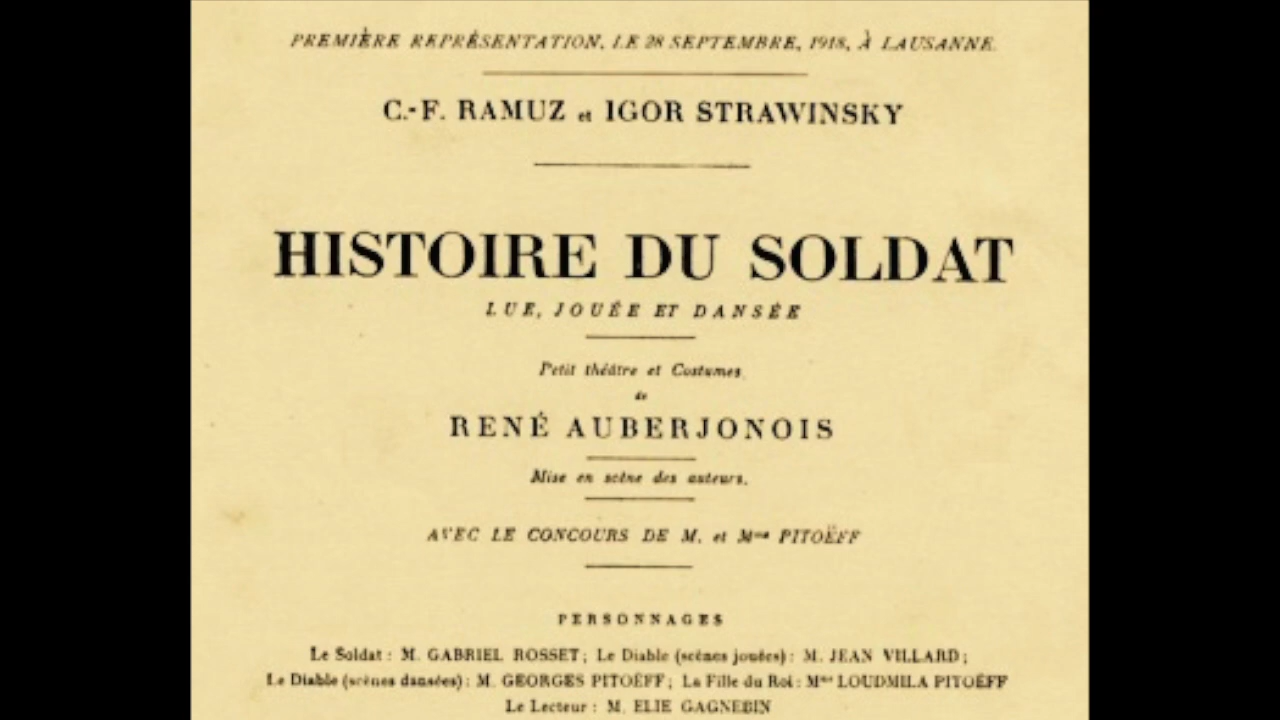 PREMIÈRE REPRÉSENTATION, LE 28 SEPTEMBRE, 1918, À LAUSANNE.
C.-F. RAMUZ et IGOR STRAWINSKY
HISTOIRE DU SOLDAT
LUE, JOUÉE ET DANSÉE
Petit théâtre et Costumes
de
RENÉ AUBERJONOIS
Mise en scène des auteurs.
AVEC LE CONCOURS DE M. et Mme PITOËFF
PERSONNAGES
Le Soldat : M. GABRIEL ROSSET ; Le Diable (scènes jouées) : M. JEAN VILLARD ;
Le Diable (scènes dansées) : M. GEORGES PITOËFF ; La Fille du Roi : Mme LOUDMILA PITOËFF
Le Lecteur : M. ELIE GAGNEBIN